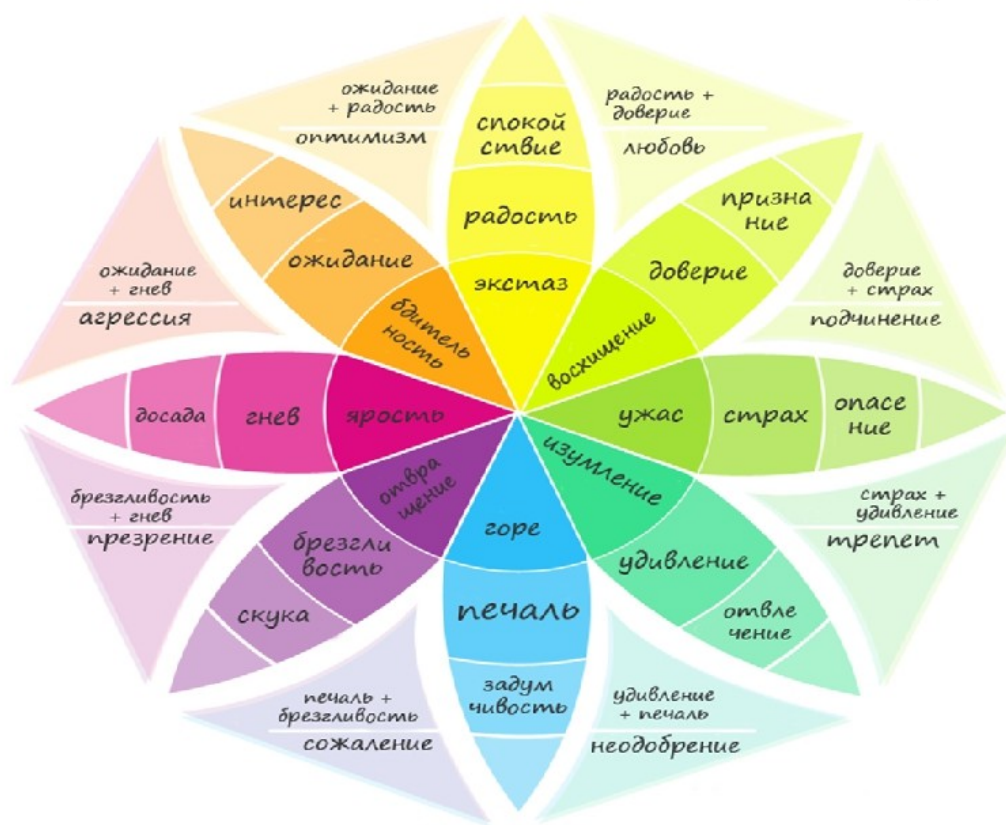 ожидание
+ радость
оптимизм
спокой
ствие
радость +
доверие
любовь
интерес
призна
ние
радость
ожидание
доверие
экстаз
ожидание
+ гнев
агрессия
бдитель
ность
восхищение
доверие
+ страх
подчинение
досада
гнев
ярость
ужас
страх
опасе
ние
отвра
щение
изумление
брезгливость
+ гнев
презрение
горе
страх +
удивление
трепет
брезгли
вость
удивление
скука
печаль
отвле
чение
задум
чивость
печаль +
брезгливость
сожаление
удивление
+ печаль
неодобрение